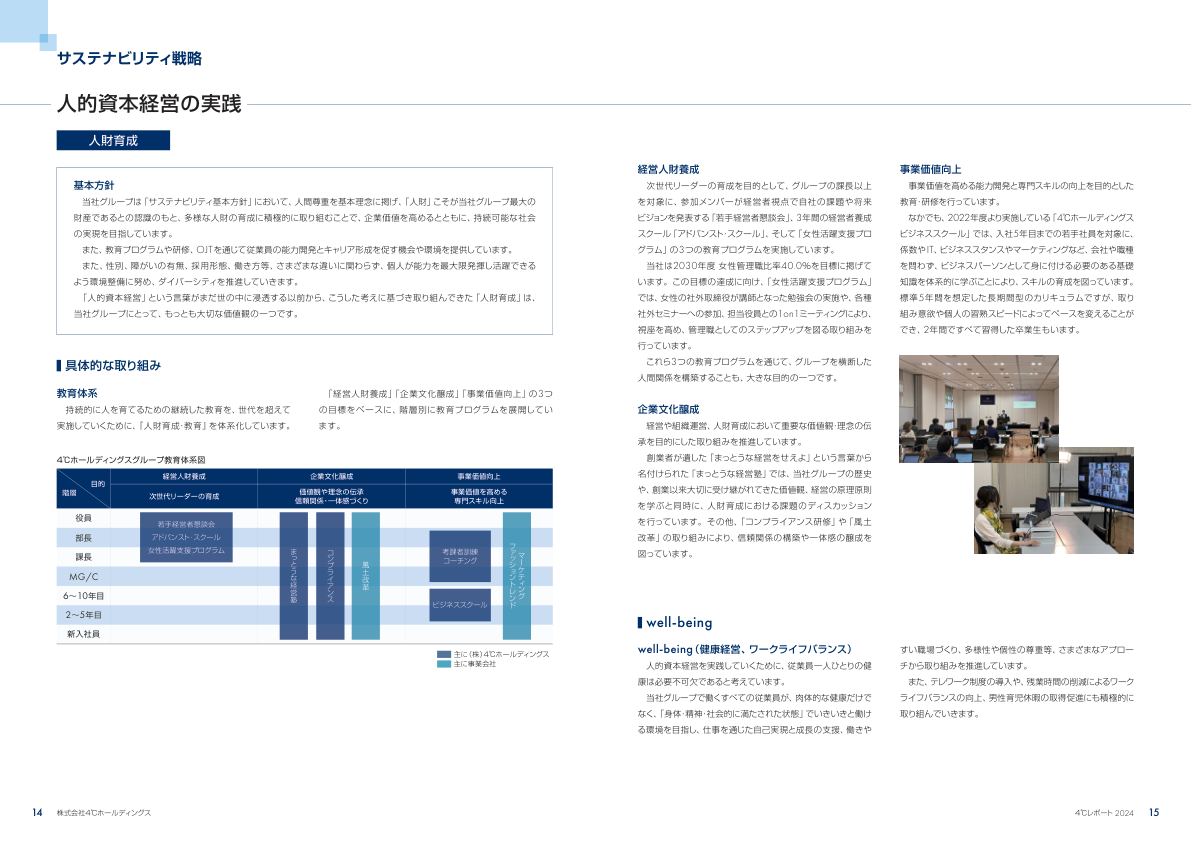 サステナビリティ戦略
人的資本経営の実践
人財育成
基本方針
当社グループは「サステナビリティ基本方針」において、人間尊重を基本理念に掲げ、「人財」こそが当社グループ最大の
財産であるとの認識のもと、多様な人財の育成に積極的に取り組むことで、企業価値を高めるとともに、持続可能な社会
の実現を目指しています。
また、教育プログラムや研修、OJTを通じて従業員の能力開発とキャリア形成を促す機会や環境を提供しています。
また、性別、障がいの有無、採用形態、働き方等、さまざまな違いに関わらず、個人が能力を最大限発揮し活躍できる
よう環境整備に努め、ダイバーシティを推進していきます。
「人的資本経営」という言葉がまだ世の中に浸透する以前から、こうした考えに基づき取り組んできた「人財育成」は、
当社グループにとって、もっとも大切な価値観の一つです。
具体的な取り組み
教育体系
持続的に人を育てるための継続した教育を、世代を超えて
実施していくために、『人財育成・教育』を体系化しています。
「経営人財養成」「企業文化醸成」「事業価値向上」の3つ
の目標をベースに、階層別に教育プログラムを展開してい
ます。
4℃ホールディングスグループ教育体系図
目的
階層
経営人財養成
企業文化醸成
事業価値向上
次世代リーダーの育成
価値観や理念の伝承
信頼関係・一体感づくり
事業価値を高める
専門スキル向上
役員
部長
課長
MG/C
6～10年目
2～5年目
新入社員
若手経営者懇談会
アドバンスト・スクール
女性活躍支援プログラム
まっとうな経営塾
コンプライアンス
風土改革
考課者訓練
コーチング
ビジネススクール
マーケティング
ファッショントレンド
主に（株）4℃ホールディングス
主に事業会社
経営人財養成
次世代リーダーの育成を目的として、グループの課長以上
を対象に、参加メンバーが経営者視点で自社の課題や将来
ビジョンを発表する「若手経営者懇談会」、3年間の経営者養成
スクール「アドバンスト・スクール」、そして「女性活躍支援プロ
グラム」の3つの教育プログラムを実施しています。
当社は2030年度 女性管理職比率40.0％を目標に掲げて
います。この目標の達成に向け、「女性活躍支援プログラム」
では、女性の社外取締役が講師となった勉強会の実施や、各種
社外セミナーへの参加、担当役員との1on1ミーティングにより、
視座を高め、管理職としてのステップアップを図る取り組みを
行っています。
これら3つの教育プログラムを通じて、グループを横断した
人間関係を構築することも、大きな目的の一つです。
企業文化醸成
経営や組織運営、人財育成において重要な価値観・理念の伝
承を目的にした取り組みを推進しています。
創業者が遺した「まっとうな経営をせえよ」という言葉から
名付けられた「まっとうな経営塾」では、当社グループの歴史
や、創業以来大切に受け継がれてきた価値観、経営の原理原則
を学ぶと同時に、人財育成における課題のディスカッション
を行っています。その他、「コンプライアンス研修」や「風土
改革」の取り組みにより、信頼関係の構築や一体感の醸成を
図っています。
事業価値向上
事業価値を高める能力開発と専門スキルの向上を目的とした
教育・研修を行っています。
なかでも、2022年度より実施している「4℃ホールディングス
ビジネススクール」では、入社5年目までの若手社員を対象に、
係数やIT、ビジネススタンスやマーケティングなど、会社や職種
を問わず、ビジネスパーソンとして身に付ける必要のある基礎
知識を体系的に学ぶことにより、スキルの育成を図っています。
標準5年間を想定した長期間型のカリキュラムですが、取り
組み意欲や個人の習熟スピードによってペースを変えることが
でき、2年間ですべて習得した卒業生もいます。
well-being
well-being（健康経営、ワークライフバランス）
人的資本経営を実践していくために、従業員一人ひとりの健
康は必要不可欠であると考えています。
当社グループで働くすべての従業員が、肉体的な健康だけで
なく、「身体・精神・社会的に満たされた状態」でいきいきと働け
る環境を目指し、仕事を通じた自己実現と成長の支援、働きや
すい職場づくり、多様性や個性の尊重等、さまざまなアプロー
チから取り組みを推進しています。
また、テレワーク制度の導入や、残業時間の削減によるワーク
ライフバランスの向上、男性育児休暇の取得促進にも積極的に
取り組んでいきます。
14 株式会社4℃ホールディングス
4℃レポート 2024 15